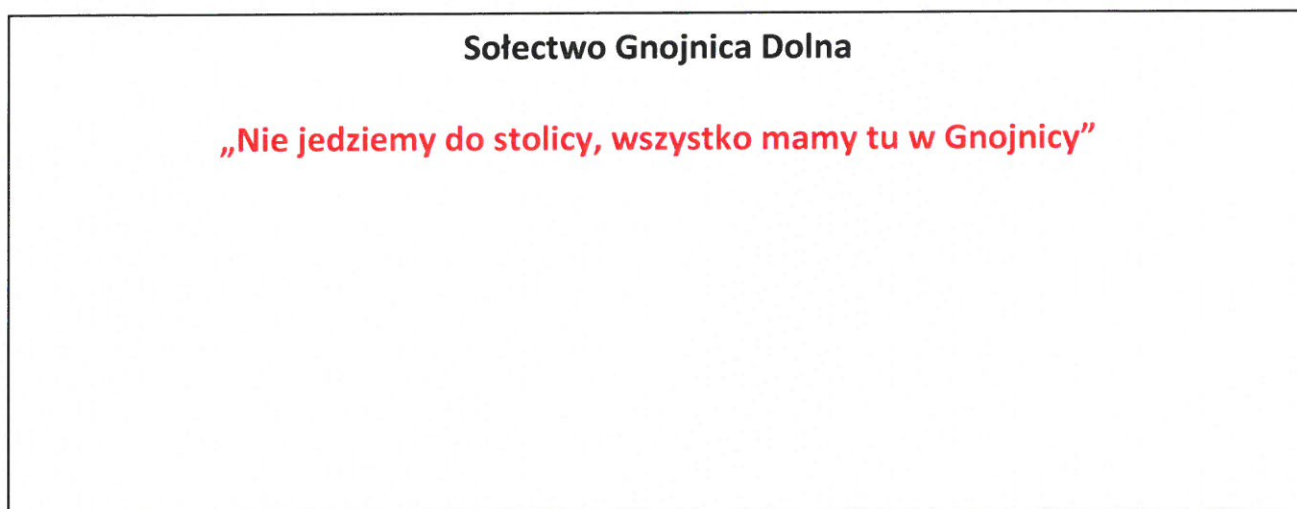 Sołectwo Gnojnica Dolna
„Nie jedziemy do stolicy, wszystko mamy tu w Gnojnicy”